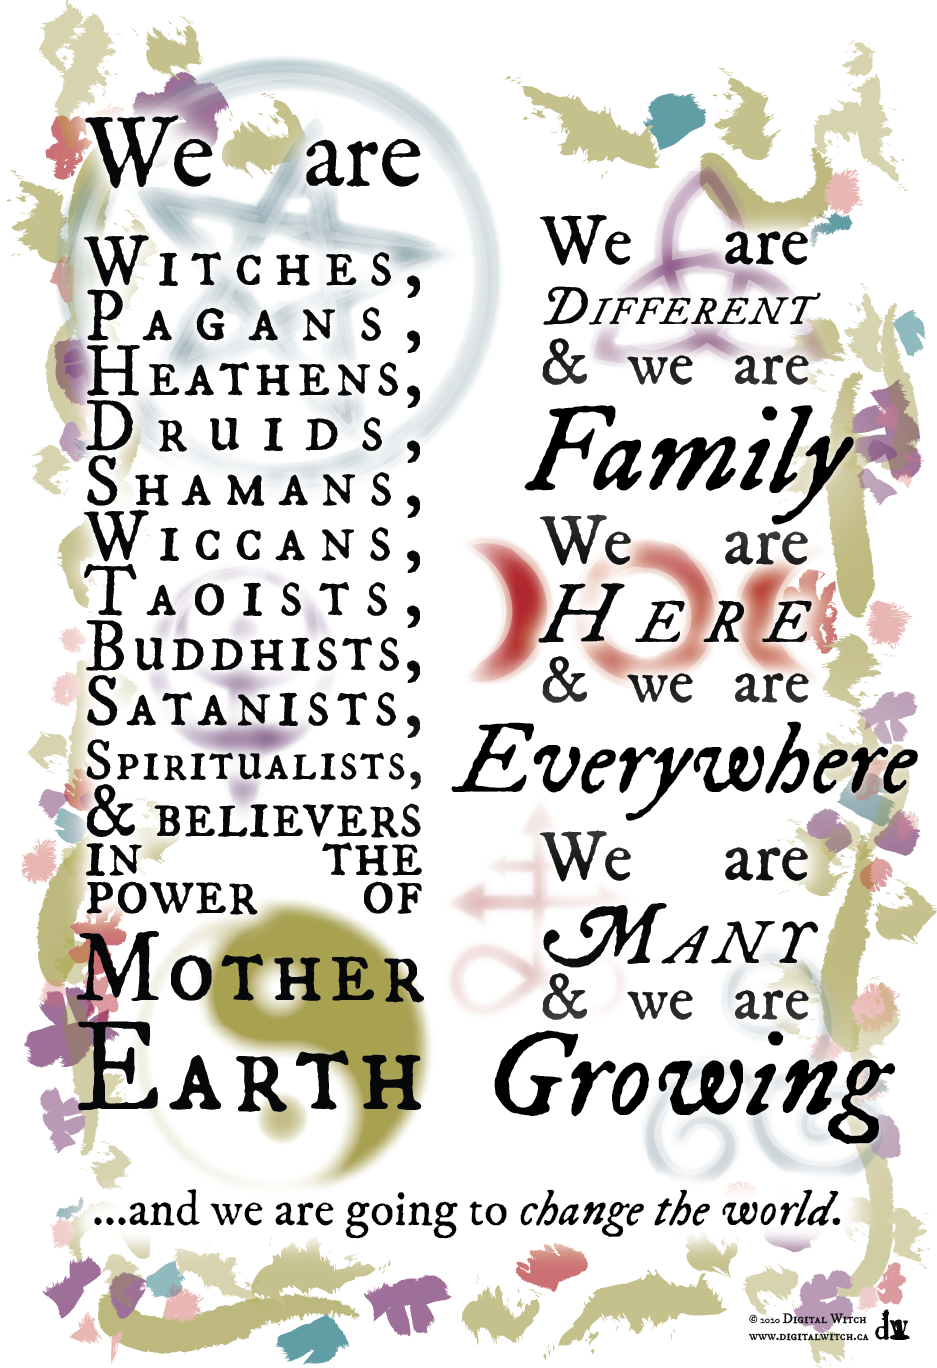 We are
Witches,
Pagans,
Heathens,
Druids,
Shamans,
Wiccans,
Taoists,
Buddhists,
Satanists,
Spiritualists,
& believers
in the
power of
Mother
Earth
We are
Different
& we are
Family
We are
Here
& we are
Everywhere
We are
Many
& we are
Growing
...and we are going to change the world.
© 2020 Digital Witch
www.digitalwitch.ca
dw